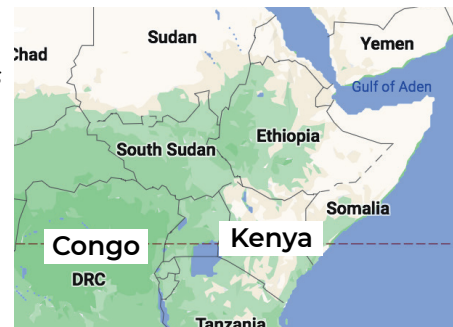 Sudan
Yemen
Chad
Gulf of Aden
Ethiopia
South Sudan
Somalia
Kenya
Congo
DRC
Tanzania